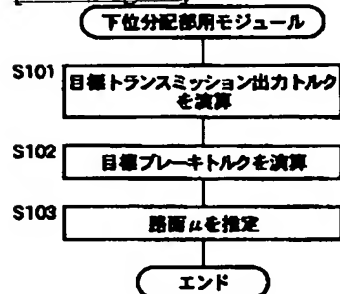 下位分配部用モジュール
S101
目標トランスミッション出力トルク
を演算
S102
目標ブレーキトルクを演算
S103
路面μを推定
エンド